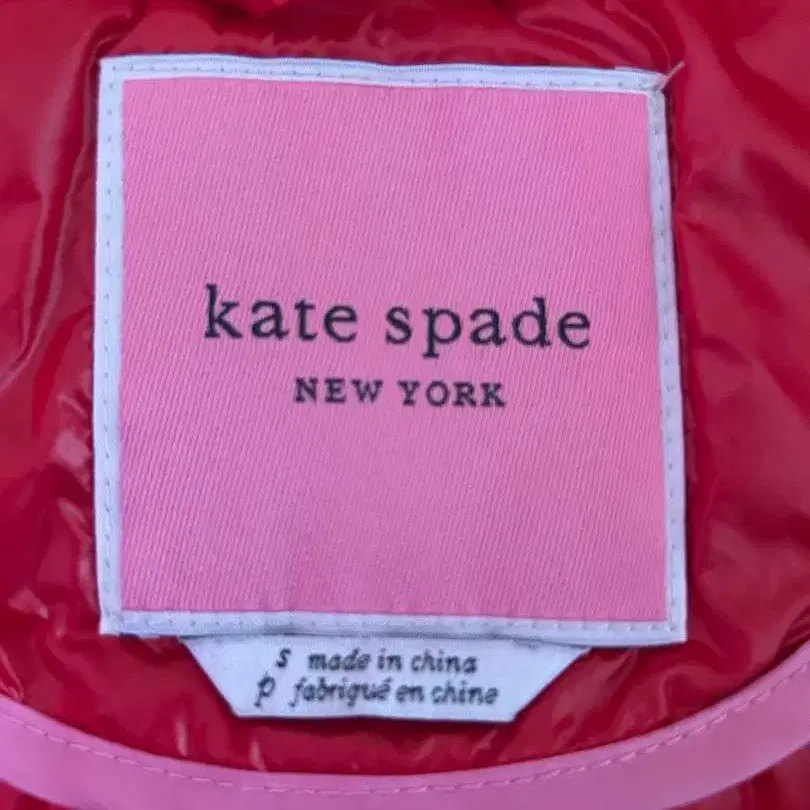 kate spade
NEW YORK
S made in china
P fabriqué en chine